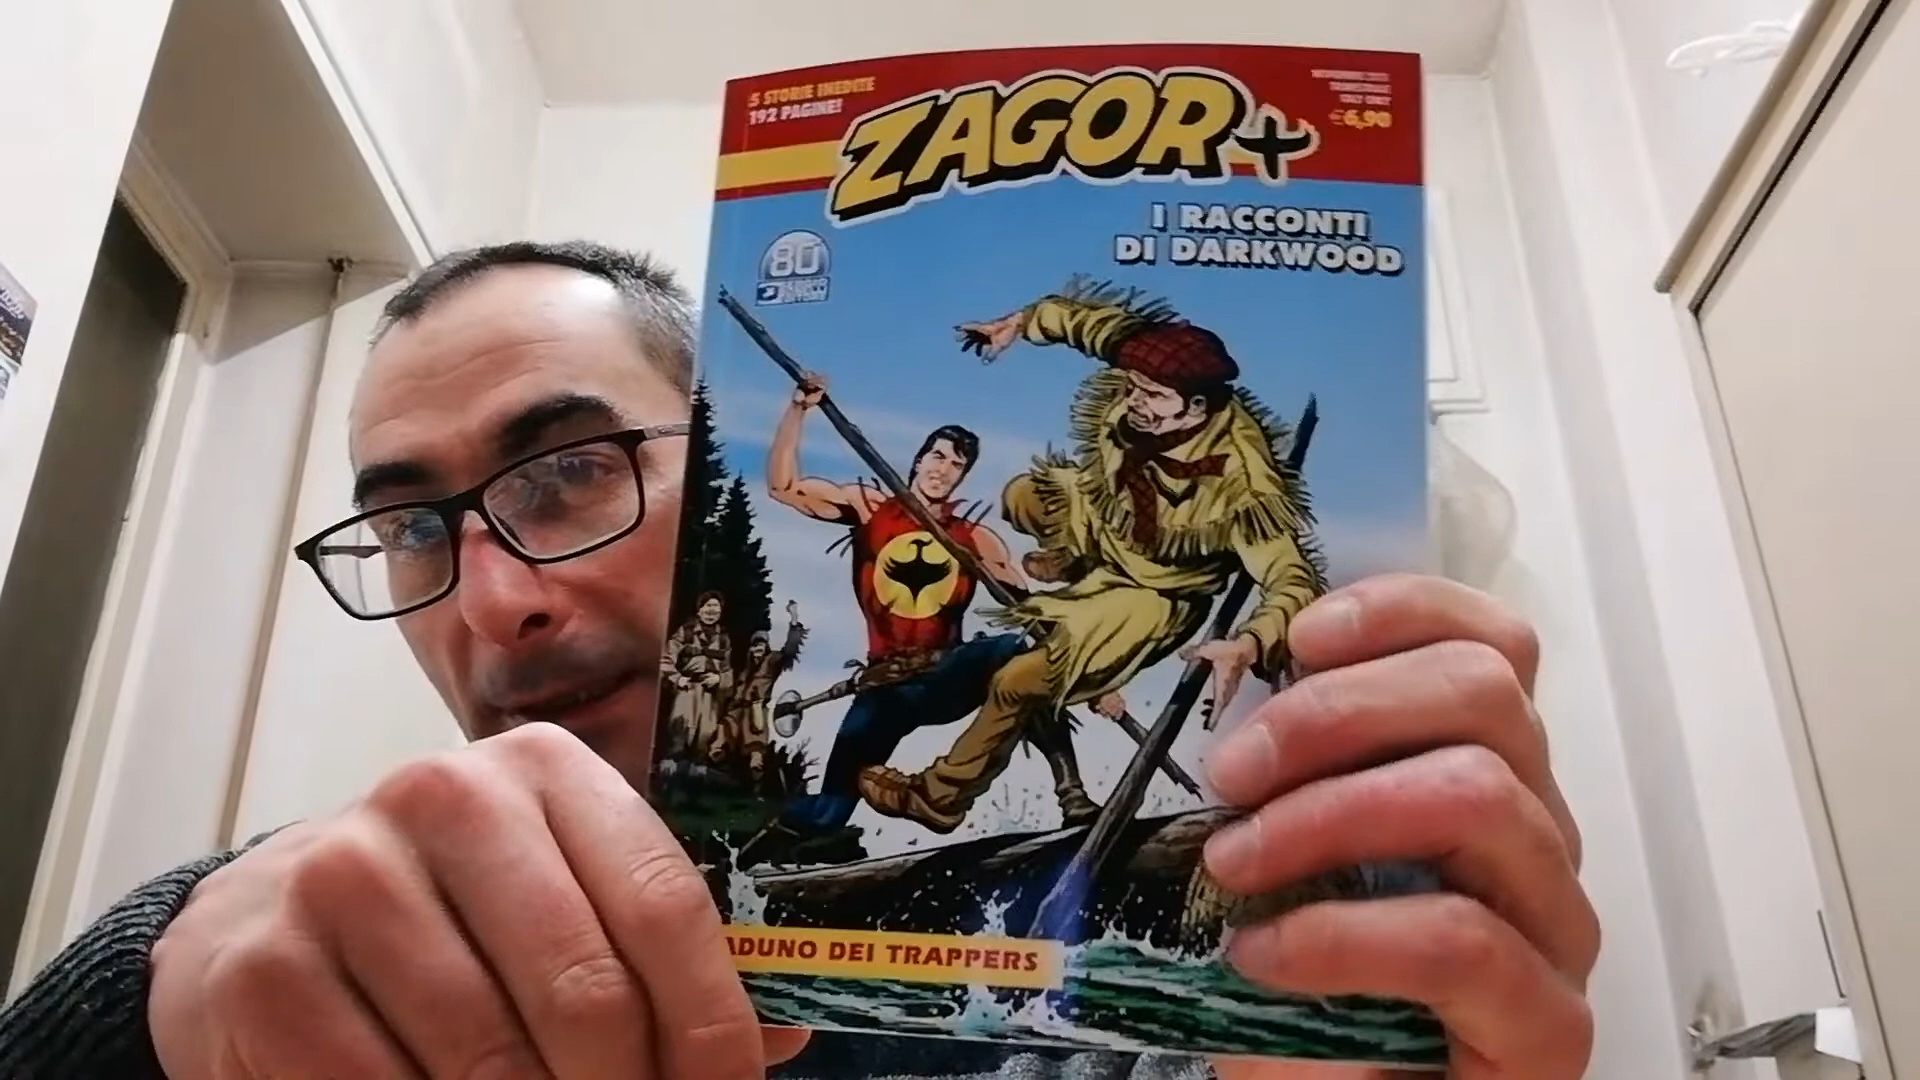 5 STORIE INEDITE
192 PAGINE!
ZAGOR+
€6,90
I RACCONTI
DI DARKWOOD
80
ADUNO DEI TRAPPERS